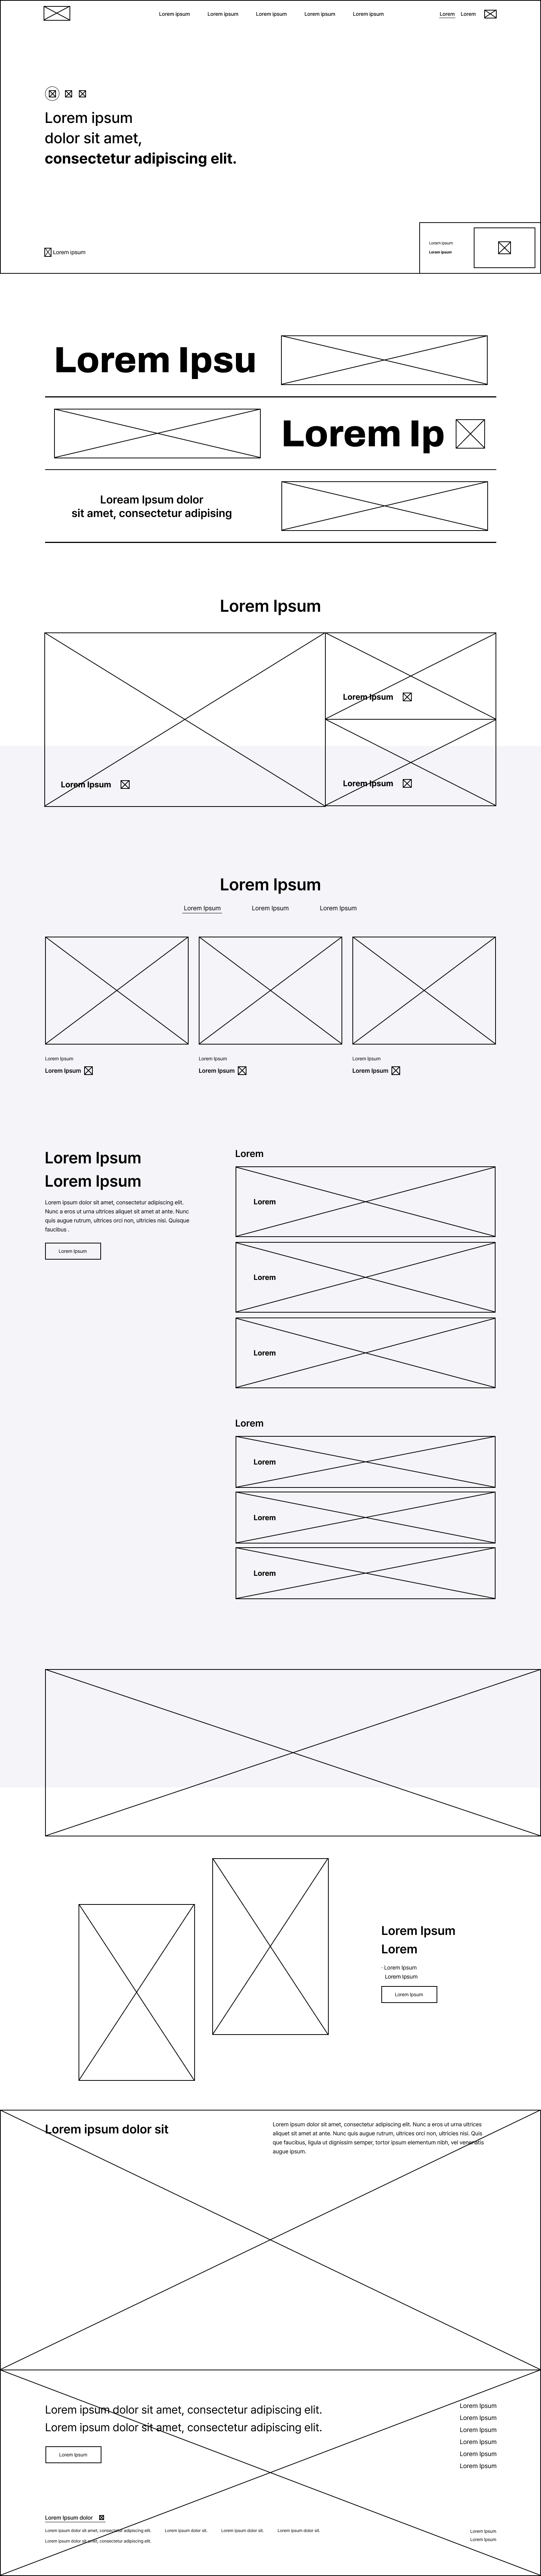 Lorem ipsum Lorem ipsum Lorem ipsum Lorem ipsum Lorem ipsum Lorem Lorem
Lorem ipsum
dolor sit amet,
consectetur adipiscing elit.
Lorem ipsum
Lorem ipsum
Lorem ipsum
Lorem Ipsu
Lorem Ip
Loream Ipsum dolor
sit amet, consectetur adipising
Lorem Ipsum
Lorem Ipsum
Lorem Ipsum
Lorem Ipsum
Lorem Ipsum
Lorem Ipsum Lorem Ipsum Lorem Ipsum
Lorem Ipsum Lorem Ipsum Lorem Ipsum
Lorem Ipsum Lorem Ipsum Lorem Ipsum
Lorem Ipsum
Lorem Ipsum
Lorem ipsum dolor sit amet, consectetur adipiscing elit.
Nunc a eros ut urna ultrices aliquet sit amet at ante. Nunc
quis augue rutrum, ultrices orci non, ultricies nisi. Quisque
faucibus .
Lorem Ipsum
Lorem
Lorem
Lorem
Lorem
Lorem
Lorem
Lorem
Lorem
Lorem Ipsum
Lorem
· Lorem Ipsum
Lorem Ipsum
Lorem Ipsum
Lorem ipsum dolor sit
Lorem ipsum dolor sit amet, consectetur adipiscing elit. Nunc a eros ut urna ultrices
aliquet sit amet at ante. Nunc quis augue rutrum, ultrices orci non, ultricies nisi. Quis
que faucibus, ligula ut dignissim semper, tortor ipsum elementum nibh, vel venenatis
augue ipsum.
Lorem ipsum dolor sit amet, consectetur adipiscing elit.
Lorem ipsum dolor sit amet, consectetur adipiscing elit.
Lorem Ipsum
Lorem Ipsum
Lorem Ipsum
Lorem Ipsum
Lorem Ipsum
Lorem Ipsum
Lorem Ipsum
Lorem Ipsum dolor
Lorem ipsum dolor sit amet, consectetur adipiscing elit. Lorem ipsum dolor sit. Lorem ipsum dolor sit. Lorem ipsum dolor sit.
Lorem ipsum dolor sit amet, consectetur adipiscing elit.
Lorem Ipsum
Lorem Ipsum